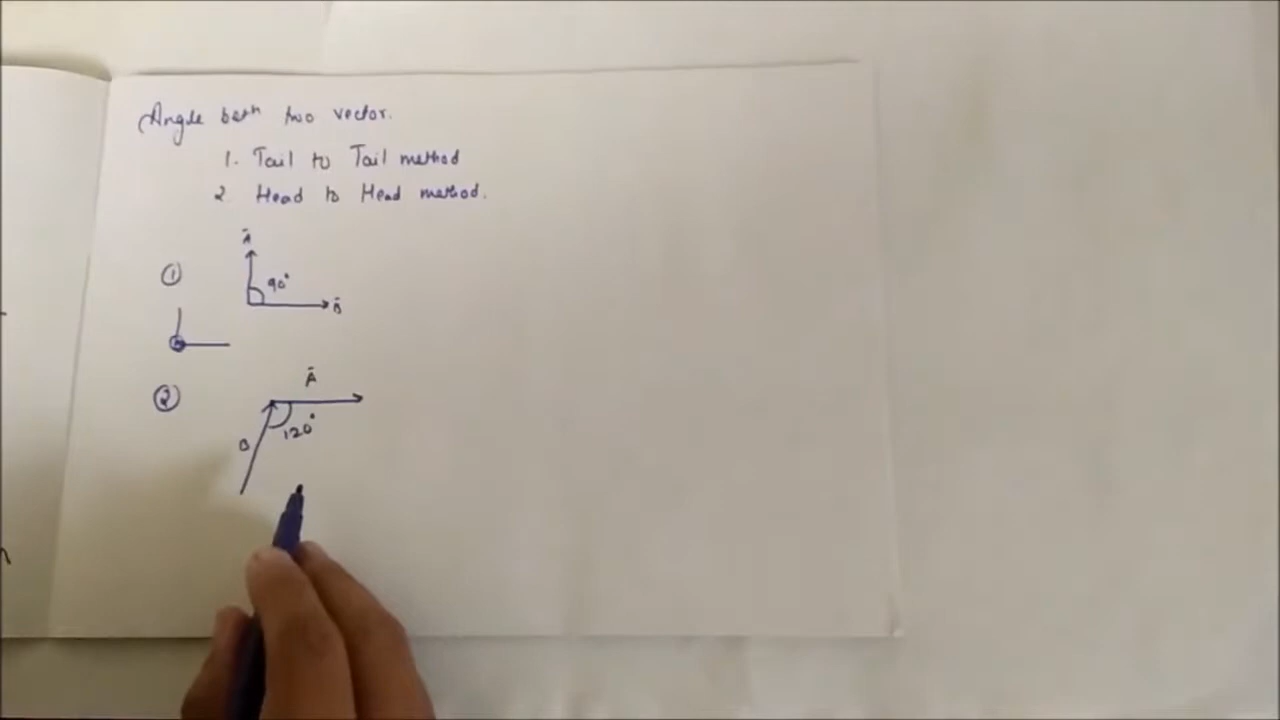 Angle betn two vector.
1. Tail to Tail method
2. Head to Head method.
Ā
① 90°
B̄
② Ā
120°
B